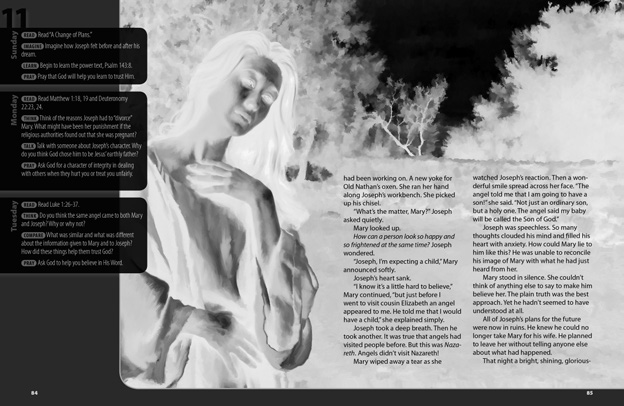 11
Sunday
READ Read "A Change of Plans."
IMAGINE Imagine how Joseph felt before and after his
dream.
LEARN Begin to learn the power text, Psalm 143:8.
PRAY Pray that God will help you learn to trust Him.
Monday
READ Read Matthew 1:18, 19 and Deuteronomy
22:23, 24.
THINK Think of the reasons Joseph had to "divorce"
Mary. What might have been her punishment if the
religious authorities found out that she was pregnant?
TALK Talk with someone about Joseph's character. Why
do you think God chose him to be Jesus' earthly father?
PRAY Ask God for a character of integrity in dealing
with others when they hurt you or treat you unfairly.
Tuesday
READ Read Luke 1:26-37.
THINK Do you think the same angel came to both Mary
and Joseph? Why or why not?
COMPARE What was similar and what was different
about the information given to Mary and to Joseph?
How did these things help them trust God?
PRAY Ask God to help you believe in His Word.
84
had been working on. A new yoke for
Old Nathan's oxen. She ran her hand
along Joseph's workbench. She picked
up his chisel.
"What's the matter, Mary?" Joseph
asked quietly.
Mary looked up.
How can a person look so happy and
so frightened at the same time? Joseph
wondered.
"Joseph, I'm expecting a child," Mary
announced softly.
Joseph's heart sank.
"I know it's a little hard to believe,"
Mary continued, "but just before I
went to visit cousin Elizabeth an angel
appeared to me. He told me that I would
have a child," she explained simply.
Joseph took a deep breath. Then he
took another. It was true that angels had
visited people before. But this was Naza-
reth. Angels didn't visit Nazareth!
Mary wiped away a tear as she
watched Joseph's reaction. Then a won-
derful smile spread across her face. "The
angel told me that I am going to have a
son!" she said. "Not just an ordinary son,
but a holy one. The angel said my baby
will be called the Son of God."
Joseph was speechless. So many
thoughts clouded his mind and filled his
heart with anxiety. How could Mary lie to
him like this? He was unable to reconcile
his image of Mary with what he had just
heard from her.
Mary stood in silence. She couldn't
think of anything else to say to make him
believe her. The plain truth was the best
approach. Yet he hadn't seemed to have
understood at all.
All of Joseph's plans for the future
were now in ruins. He knew he could no
longer take Mary for his wife. He planned
to leave her without telling anyone else
about what had happened.
That night a bright, shining, glorious-
85